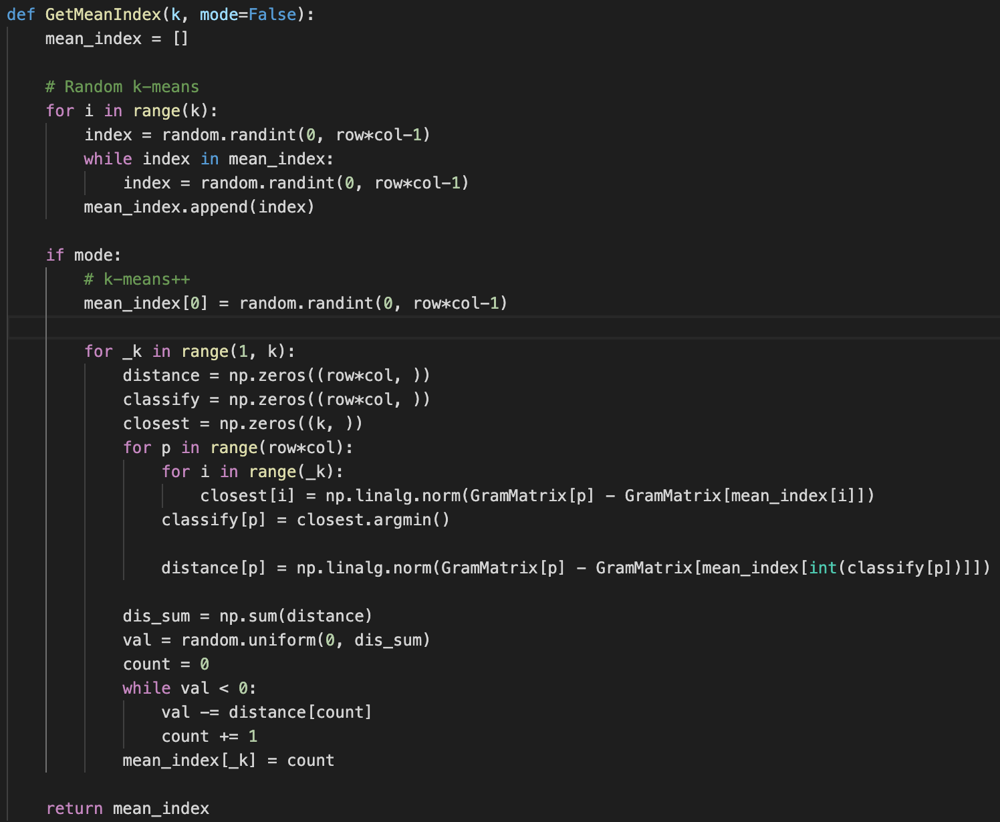 def GetMeanIndex(k, mode=False):
    mean_index = []
    # Random k-means
    for i in range(k):
        index = random.randint(0, row*col-1)
        while index in mean_index:
            index = random.randint(0, row*col-1)
        mean_index.append(index)
    if mode:
        # k-means++
        mean_index[0] = random.randint(0, row*col-1)
        for _k in range(1, k):
            distance = np.zeros((row*col, ))
            classify = np.zeros((row*col, ))
            closest = np.zeros((k, ))
            for p in range(row*col):
                for i in range(_k):
                    closest[i] = np.linalg.norm(GramMatrix[p] - GramMatrix[mean_index[i]])
                classify[p] = closest.argmin()
                distance[p] = np.linalg.norm(GramMatrix[p] - GramMatrix[mean_index[int(classify[p])]])
            dis_sum = np.sum(distance)
            val = random.uniform(0, dis_sum)
            count = 0
            while val < 0:
                val -= distance[count]
                count += 1
            mean_index[_k] = count
    return mean_index